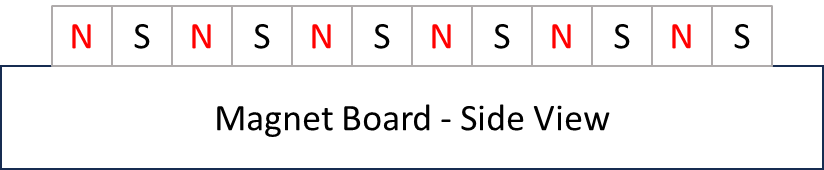 N S N S N S N S N S N S
Magnet Board - Side View